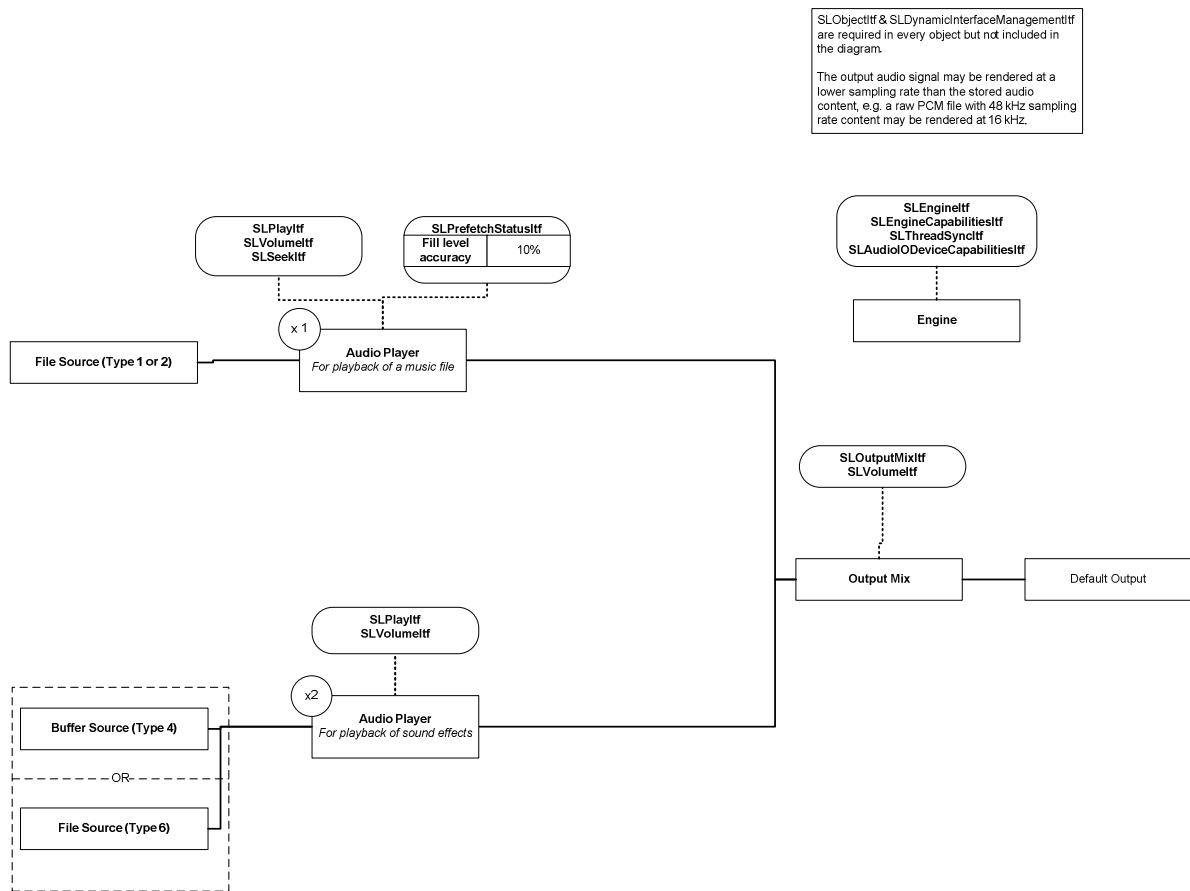 SLObjectItf & SLDynamicInterfaceManagementItf
are required in every object but not included in
the diagram.
The output audio signal may be rendered at a
lower sampling rate than the stored audio
content, e.g. a raw PCM file with 48 kHz sampling
rate content may be rendered at 16 kHz.
SLEngineItf
SLEngineCapabilitiesItf
SLThreadSyncItf
SLAudioIODeviceCapabilitiesItf
Engine
SLPlayItf
SLVolumeItf
SLSeekItf
SLPrefetchStatusItf
Fill level
accuracy
10%
x 1
File Source (Type 1 or 2)
Audio Player
For playback of a music file
SLOutputMixItf
SLVolumeItf
Output Mix
Default Output
SLPlayItf
SLVolumeItf
x2
Audio Player
For playback of sound effects
Buffer Source (Type 4)
OR
File Source (Type 6)